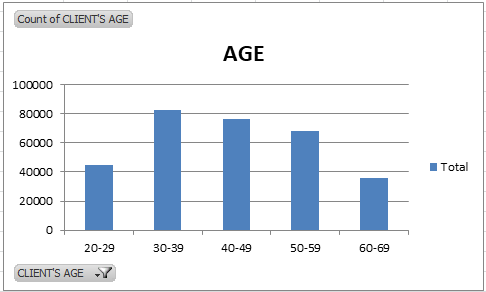 Count of CLIENT'S AGE
AGE
100000
80000
60000
40000
20000
0
20-29 30-39 40-49 50-59 60-69
Total
CLIENT'S AGE